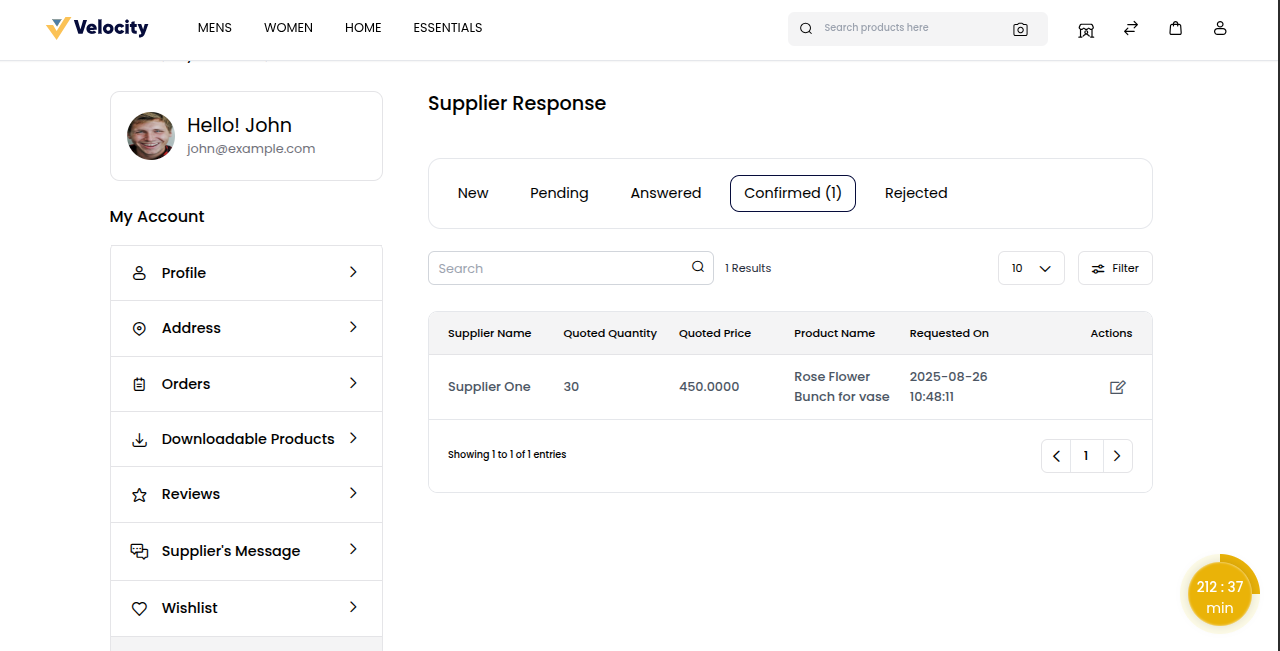 Velocity
MENS WOMEN HOME ESSENTIALS
Search products here
Hello! John
john@example.com
My Account
Profile
Address
Orders
Downloadable Products
Reviews
Supplier's Message
Wishlist
Supplier Response
New Pending Answered Confirmed (1) Rejected
Search 1 Results 10 Filter
Supplier Name Quoted Quantity Quoted Price Product Name Requested On Actions
Supplier One 30 450.0000 Rose Flower
Bunch for vase 2025-08-26
10:48:11
Showing 1 to 1 of 1 entries 1
212 : 37
min